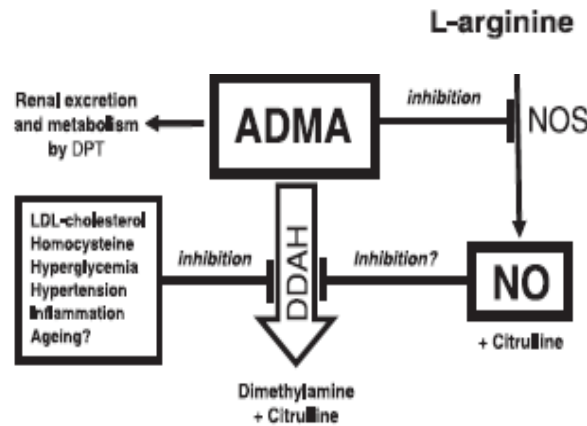 L-arginine
Renal excretion
and metabolism
by DPT
ADMA
inhibition
NOS
LDL-cholesterol
Homocysteine
Hyperglycemia
Hypertension
Inflammation
Ageing?
inhibition
DDAH
Inhibition?
NO
+ Citrulline
Dimethylamine
+ Citrulline